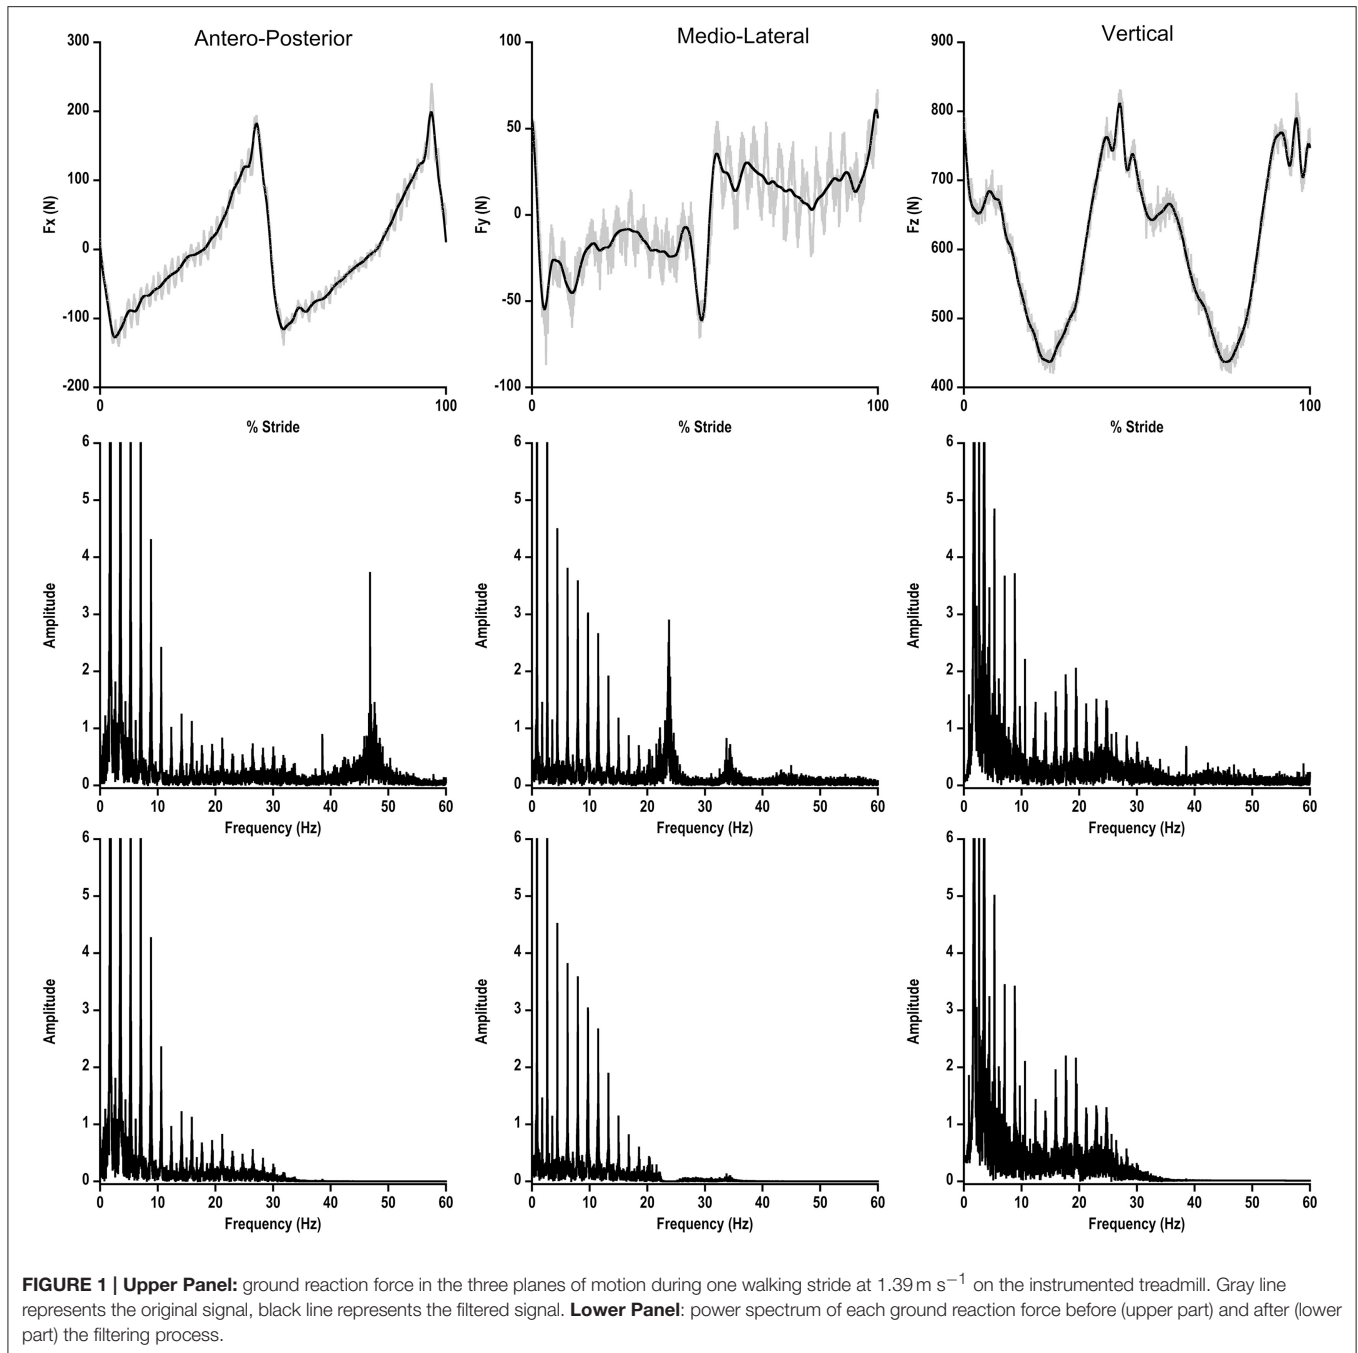 Antero-Posterior
Medio-Lateral
Vertical
300
200
100
0
-100
-200
Fx (N)
0
100
% Stride
100
50
0
-50
-100
Fy (N)
0
100
% Stride
900
800
700
600
500
400
Fz (N)
0
100
% Stride
6
5
4
3
2
1
0
Amplitude
0 10 20 30 40 50 60
Frequency (Hz)
6
5
4
3
2
1
0
Amplitude
0 10 20 30 40 50 60
Frequency (Hz)
6
5
4
3
2
1
0
Amplitude
0 10 20 30 40 50 60
Frequency (Hz)
6
5
4
3
2
1
0
Amplitude
0 10 20 30 40 50 60
Frequency (Hz)
6
5
4
3
2
1
0
Amplitude
0 10 20 30 40 50 60
Frequency (Hz)
6
5
4
3
2
1
0
Amplitude
0 10 20 30 40 50 60
Frequency (Hz)
FIGURE 1 | Upper Panel: ground reaction force in the three planes of motion during one walking stride at 1.39 m s⁻¹ on the instrumented treadmill. Gray line
represents the original signal, black line represents the filtered signal. Lower Panel: power spectrum of each ground reaction force before (upper part) and after (lower
part) the filtering process.